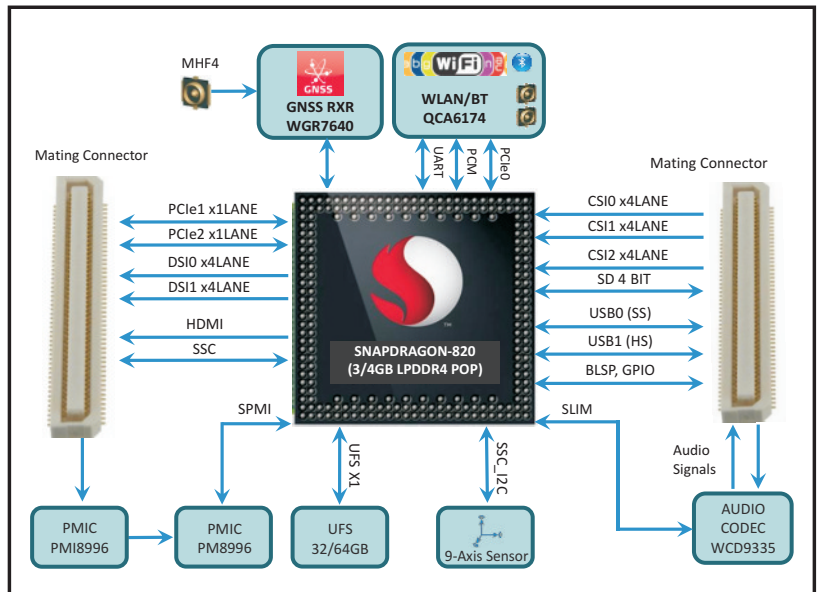 MHF4
GNSS
GNSS RXR
WGR7640
WiFi
WLAN/BT
QCA6174
UART
PCM
PCIe0
Mating Connector
Mating Connector
PCIe1 x1LANE
PCIe2 x1LANE
DSI0 x4LANE
DSI1 x4LANE
HDMI
SSC
CSI0 x4LANE
CSI1 x4LANE
CSI2 x4LANE
SD 4 BIT
USB0 (SS)
USB1 (HS)
BLSP, GPIO
SNAPDRAGON-820
(3/4GB LPDDR4 POP)
SPMI
UFS X1
SSC_I2C
SLIM
Audio
Signals
PMIC
PMI8996
PMIC
PM8996
UFS
32/64GB
9-Axis Sensor
AUDIO
CODEC
WCD9335